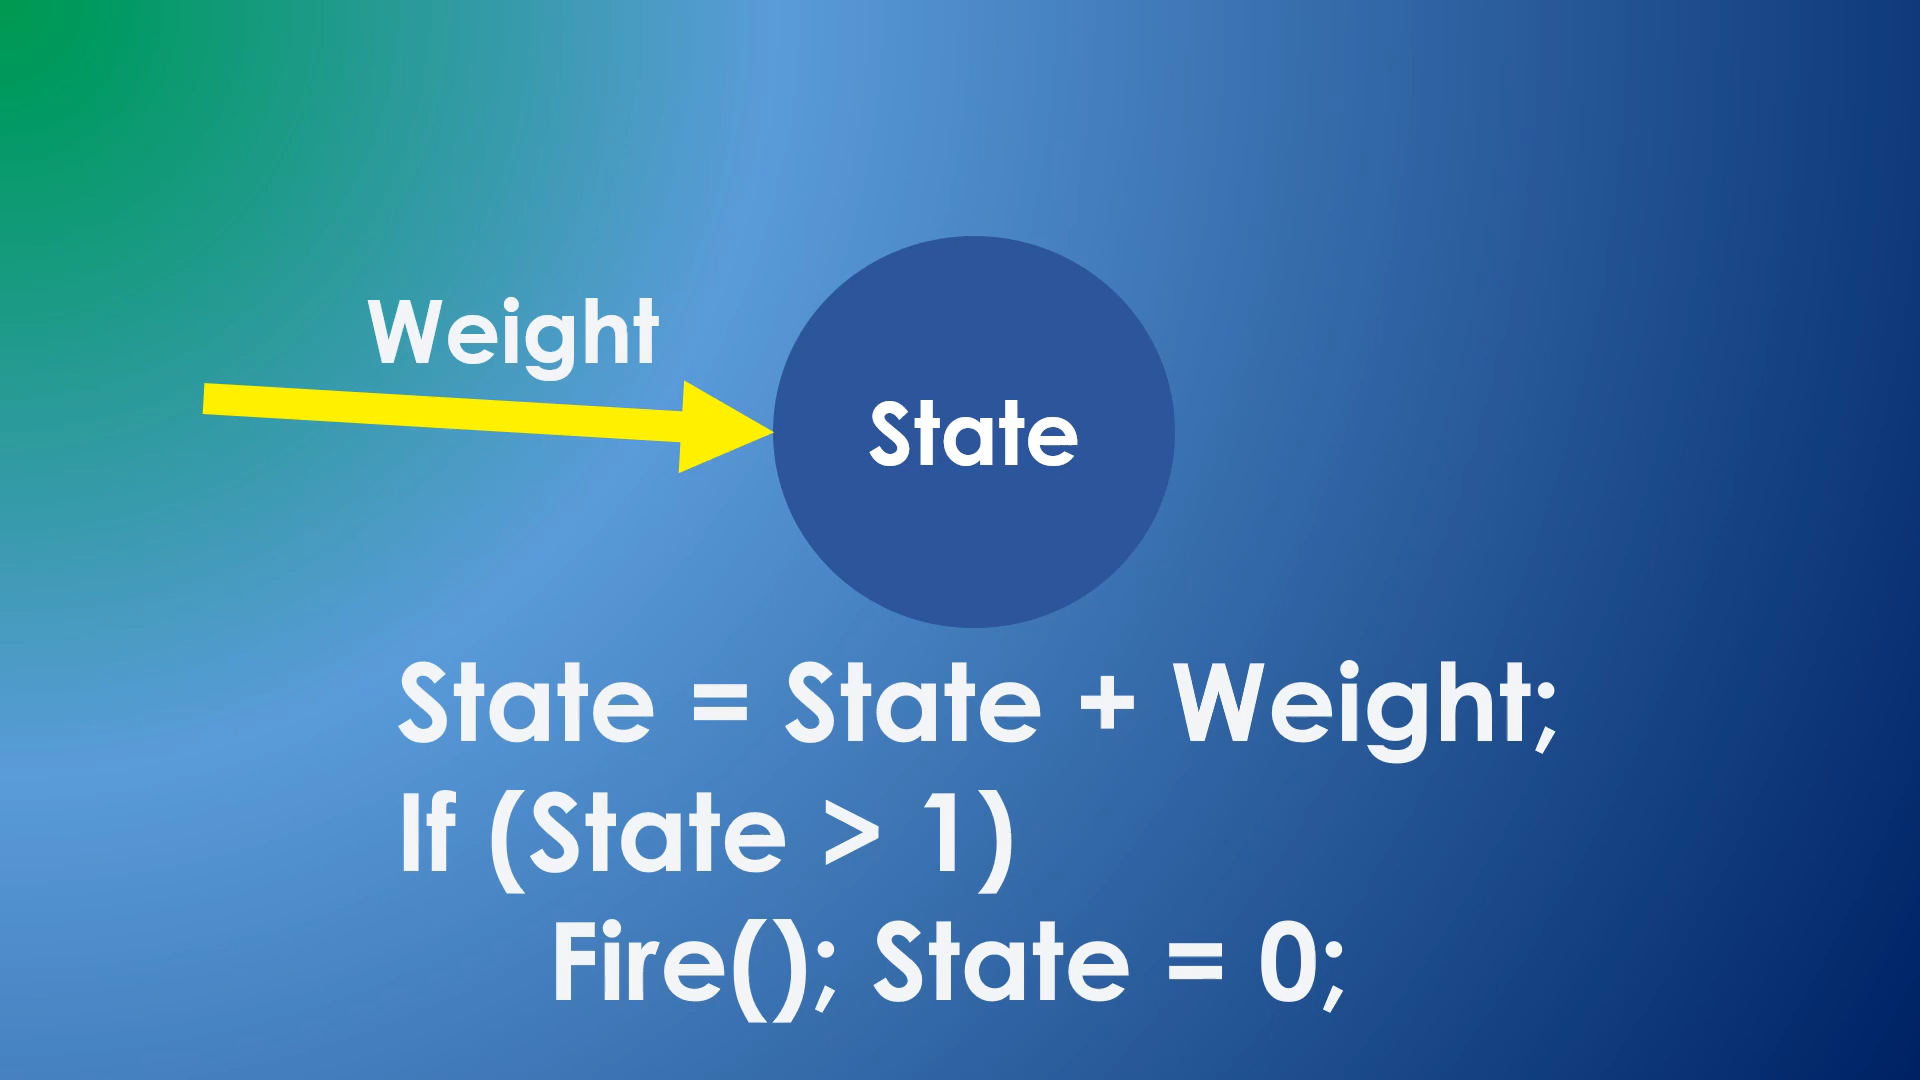 Weight
State
State = State + Weight;
If (State > 1)
Fire(); State = 0;